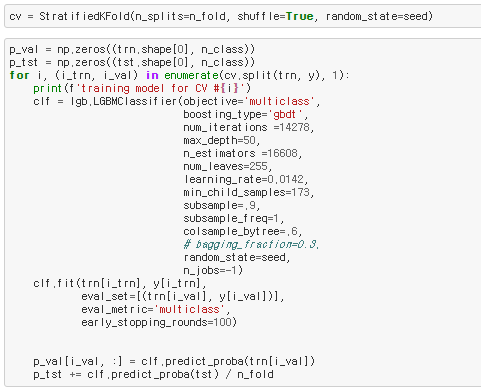 cv = StratifiedKFold(n_splits=n_fold, shuffle=True, random_state=seed)
p_val = np.zeros((trn.shape[0], n_class))
p_tst = np.zeros((tst.shape[0], n_class))
for i, (i_trn, i_val) in enumerate(cv.split(trn, y), 1):
    print(f'training model for CV #{i}')
    clf = lgb.LGBMClassifier(objective='multiclass',
                             boosting_type='gbdt',
                             num_iterations =14278,
                             max_depth=50,
                             n_estimators =16608,
                             num_leaves=255,
                             learning_rate=0.0142,
                             min_child_samples=173,
                             subsample=.9,
                             subsample_freq=1,
                             colsample_bytree=.6,
                             # bagging_fraction=0.3,
                             random_state=seed,
                             n_jobs=-1)
    clf.fit(trn[i_trn], y[i_trn],
            eval_set=[(trn[i_val], y[i_val])],
            eval_metric='multiclass',
            early_stopping_rounds=100)
    p_val[i_val, :] = clf.predict_proba(trn[i_val])
    p_tst += clf.predict_proba(tst) / n_fold